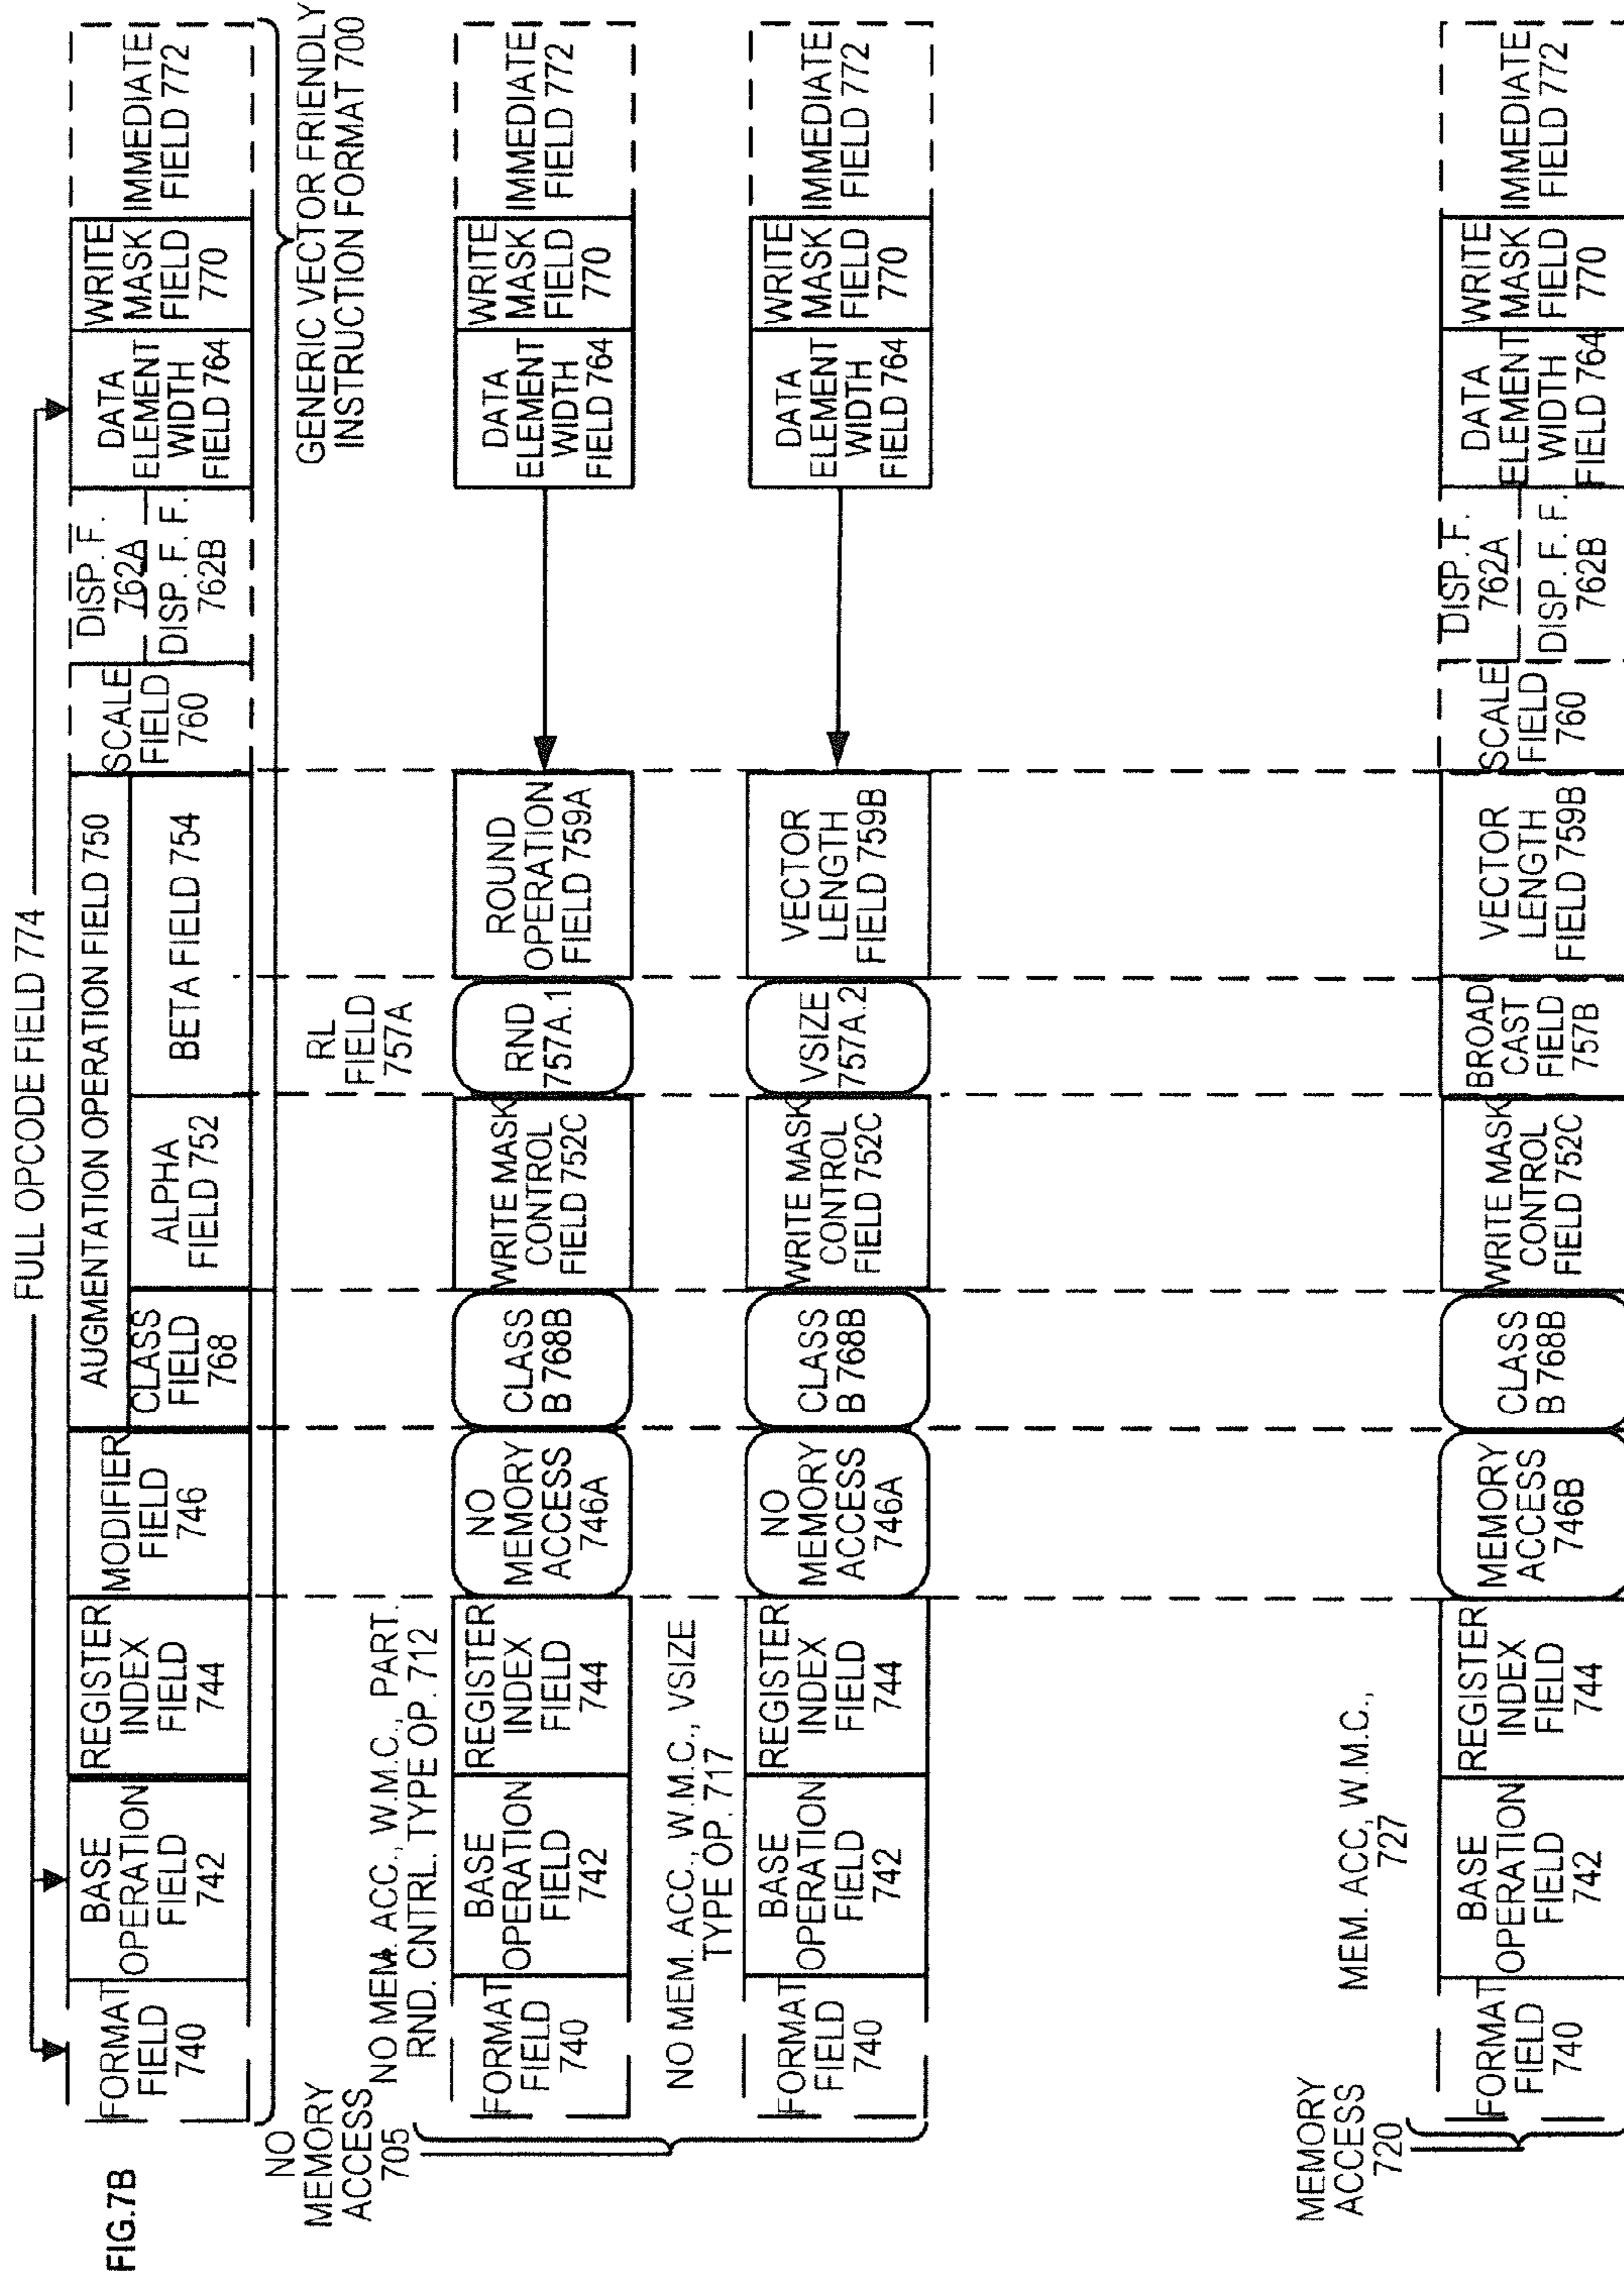 FIG.7B
FULL OPCODE FIELD 774
FORMAT
FIELD
740
BASE
OPERATION
FIELD
742
REGISTER
INDEX
FIELD
744
MODIFIER
FIELD
746
AUGMENTATION OPERATION FIELD 750
CLASS
FIELD
768
ALPHA
FIELD 752
BETA FIELD 754
SCALE
FIELD
760
DISP. F.
762A
DISP. F. F.
762B
DATA
ELEMENT
WIDTH
FIELD 764
WRITE
MASK
FIELD
770
IMMEDIATE
FIELD 772
GENERIC VECTOR FRIENDLY
INSTRUCTION FORMAT 700
NO
MEMORY
ACCESS
705
RL
FIELD
757A
NO MEM. ACC., W.M.C., PART.
RND. CNTRL. TYPE OP. 712
FORMAT
FIELD
740
BASE
OPERATION
FIELD
742
REGISTER
INDEX
FIELD
744
NO
MEMORY
ACCESS
746A
CLASS
B 768B
WRITE MASK
CONTROL
FIELD 752C
RND
757A.1
ROUND
OPERATION
FIELD 759A
DATA
ELEMENT
WIDTH
FIELD 764
WRITE
MASK
FIELD
770
IMMEDIATE
FIELD 772
NO MEM. ACC., W.M.C., VSIZE
TYPE OP. 717
FORMAT
FIELD
740
BASE
OPERATION
FIELD
742
REGISTER
INDEX
FIELD
744
NO
MEMORY
ACCESS
746A
CLASS
B 768B
WRITE MASK
CONTROL
FIELD 752C
VSIZE
757A.2
VECTOR
LENGTH
FIELD 759B
DATA
ELEMENT
WIDTH
FIELD 764
WRITE
MASK
FIELD
770
IMMEDIATE
FIELD 772
MEMORY
ACCESS
720
MEM. ACC, W.M.C.,
727
FORMAT
FIELD
740
BASE
OPERATION
FIELD
742
REGISTER
INDEX
FIELD
744
MEMORY
ACCESS
746B
CLASS
B 768B
WRITE MASK
CONTROL
FIELD 752C
BROAD
CAST
FIELD
757B
VECTOR
LENGTH
FIELD 759B
SCALE
FIELD
760
DISP. F.
762A
DISP. F. F.
762B
DATA
ELEMENT
WIDTH
FIELD 764
WRITE
MASK
FIELD
770
IMMEDIATE
FIELD 772